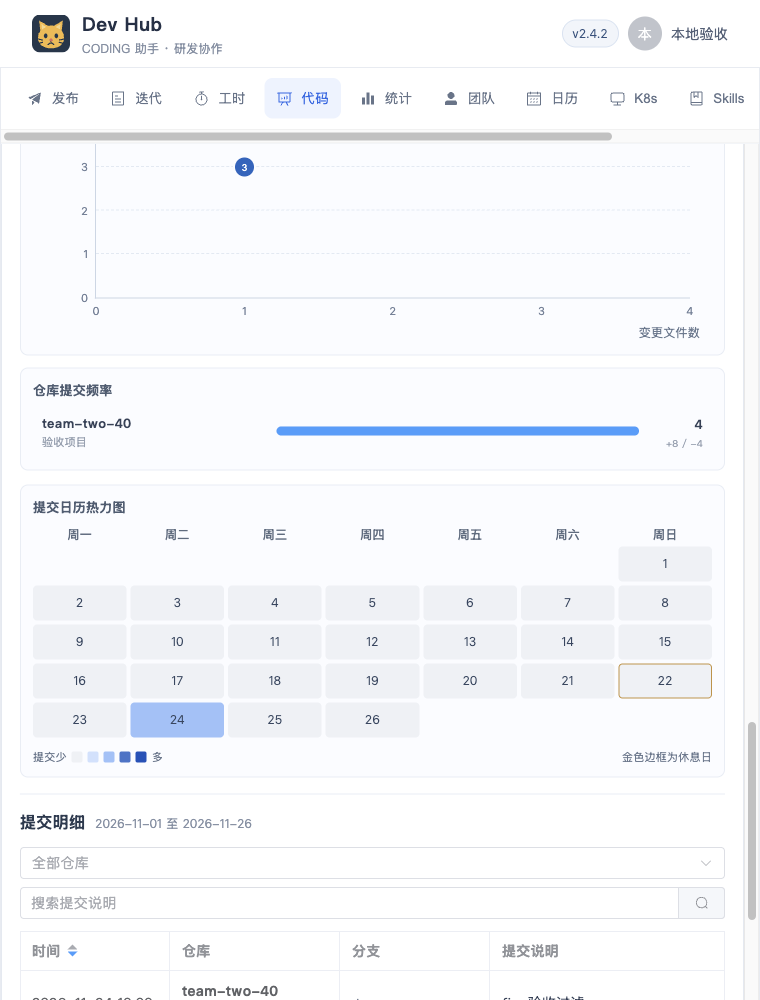 Dev Hub
CODING 助手 · 研发协作
v2.4.2
本
本地验收
发布
迭代
工时
代码
统计
团队
日历
K8s
Skills
3
3
2
1
0
0 1 2 3 4
变更文件数
仓库提交频率
team-two-40
4
验收项目
+8 / -4
提交日历热力图
周一 周二 周三 周四 周五 周六 周日
1
2 3 4 5 6 7 8
9 10 11 12 13 14 15
16 17 18 19 20 21 22
23 24 25 26
提交少 多
金色边框为休息日
提交明细 2026-11-01 至 2026-11-26
全部仓库
搜索提交说明
时间 仓库 分支 提交说明
team-two-40